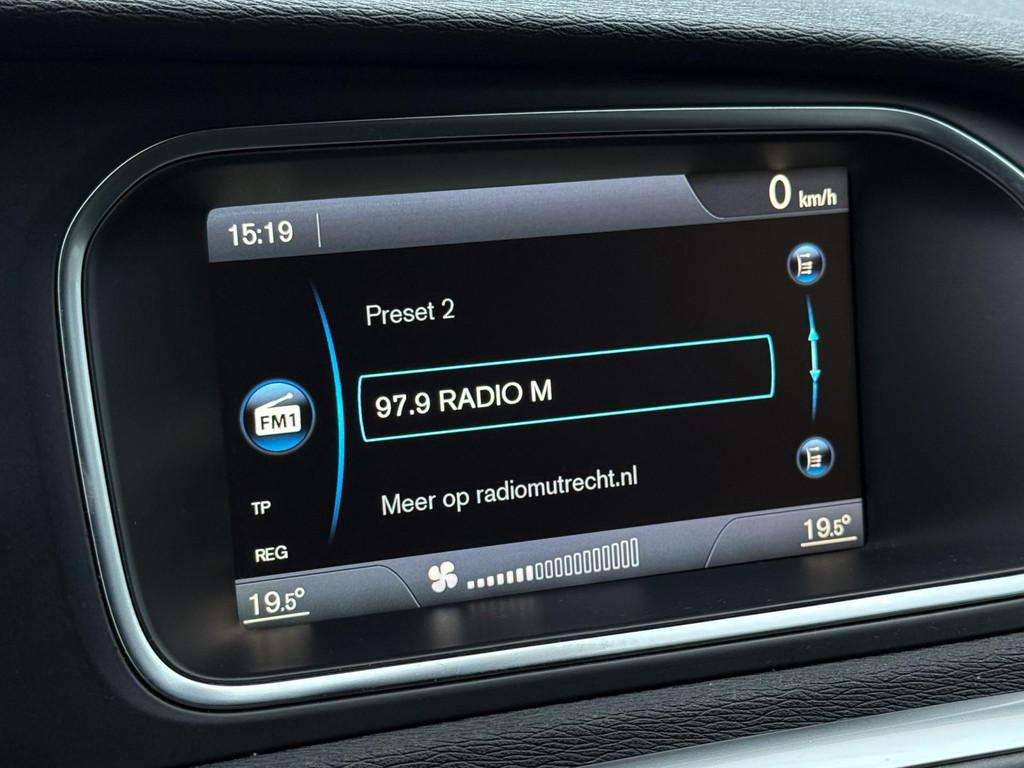 15:19
0 km/h
Preset 2
FM1
97.9 RADIO M
Meer op radiomutrecht.nl
TP
REG
19.5°
19.5°